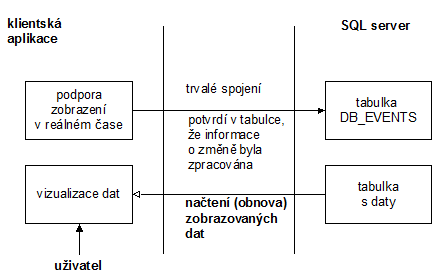 klientská
aplikace
SQL server
podpora
zobrazení
v reálném čase
trvalé spojení
potvrdí v tabulce,
že informace
o změně byla
zpracována
tabulka
DB_EVENTS
vizualizace dat
načtení (obnova)
zobrazovaných
dat
tabulka
s daty
uživatel